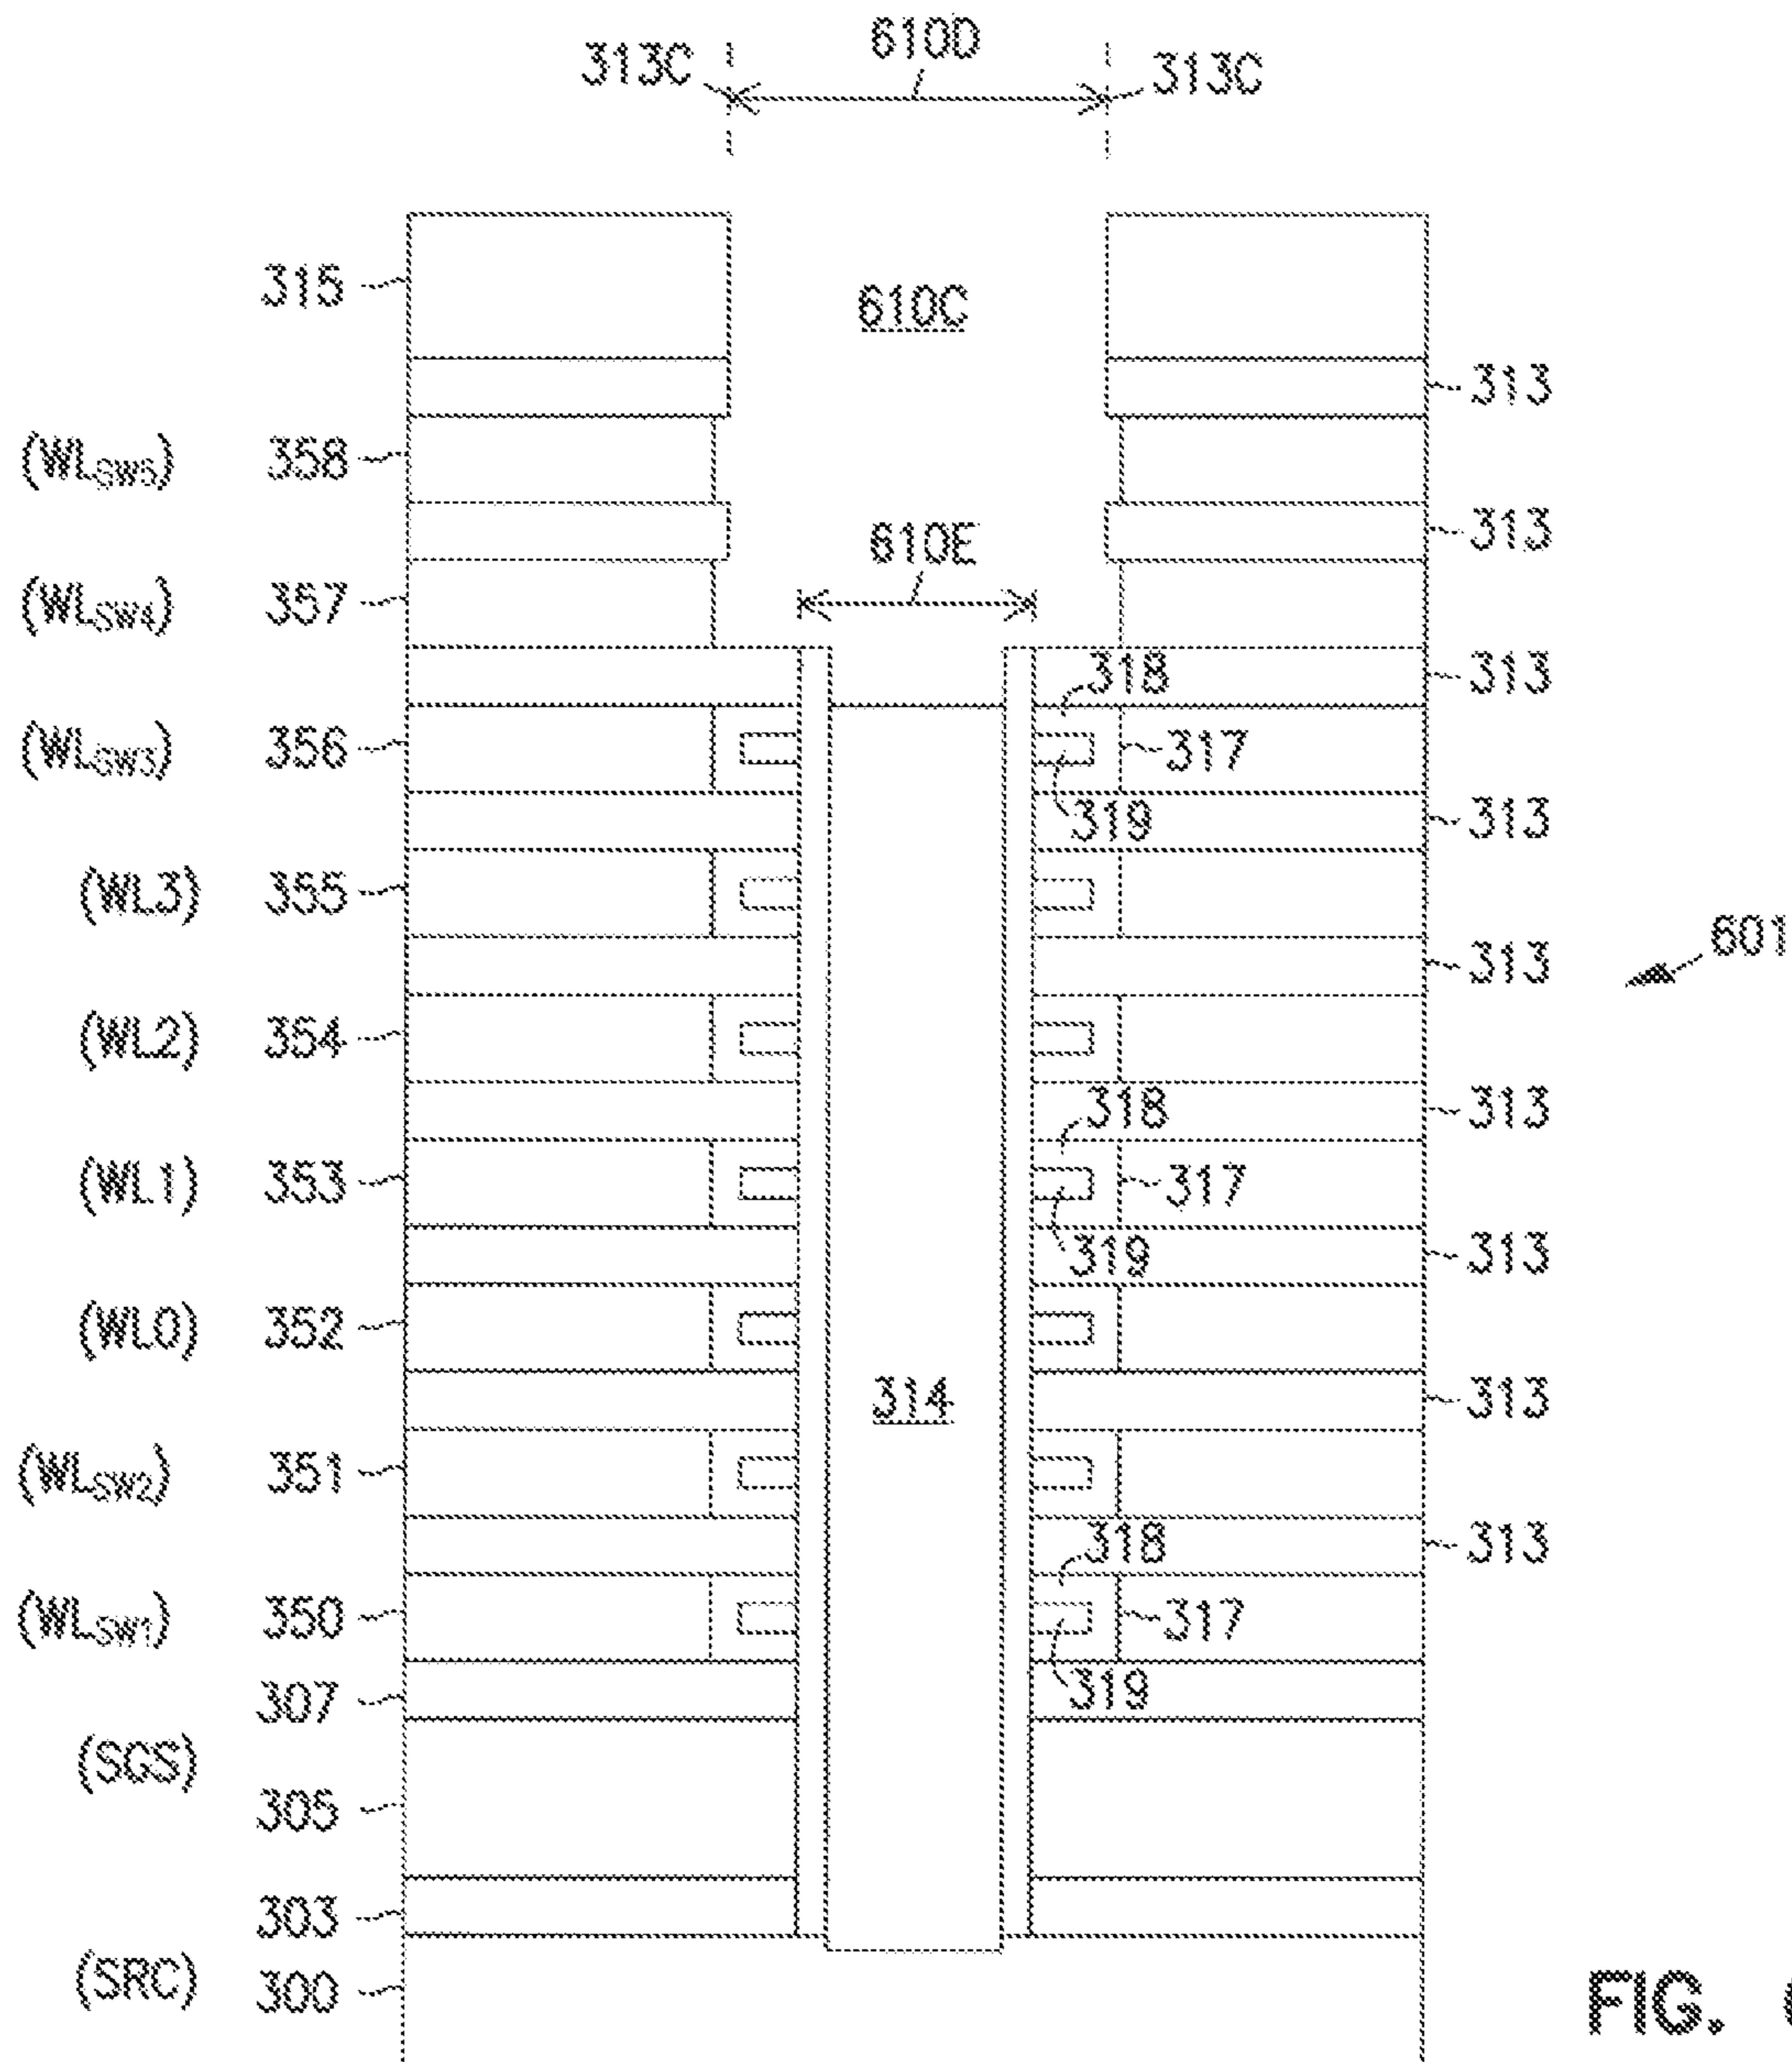 610D
313C 313C
315 610C
313
(WLSW5) 358
313
610E
(WLSW4) 357
318 313
(WLSW3) 356 317
319 313
(WL3) 355
313
601
(WL2) 354
318 313
(WL1) 353 317
319 313
(WL0) 352
314 313
(WLSW2) 351
318 313
(WLSW1) 350 317
307 319
(SGS)
305
303
(SRC) 300
FIG.